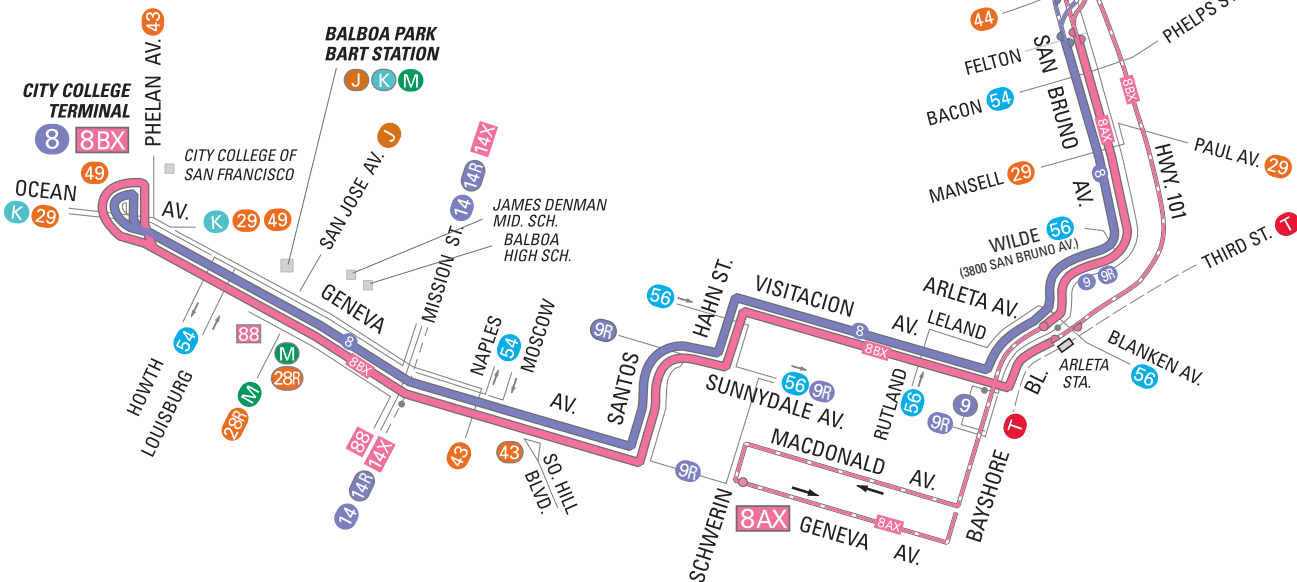 43
PHELAN AV.
CITY COLLEGE
TERMINAL
8 8BX
49
OCEAN
K 29
AV.
K 29 49
CITY COLLEGE OF
SAN FRANCISCO
BALBOA PARK
BART STATION
J K M
SAN JOSE AV. J
MISSION ST. 14 14R 14X
JAMES DENMAN
MID. SCH.
BALBOA
HIGH SCH.
GENEVA
8
8BX
HOWTH
54
LOUISBURG
88
M
28R
28R M
88
14X
14 14R
NAPLES
54
MOSCOW
AV.
43
43
SO. HILL
BLVD.
SANTOS
9R
56
HAHN ST.
VISITACION
AV.
8
8BX
SUNNYDALE AV.
56 9R
9R
LELAND
RUTLAND
56
ARLETA AV.
WILDE 56
(3800 SAN BRUNO AV.)
9 9R
9R 9
T
BL.
BAYSHORE
ARLETA
STA.
BLANKEN AV.
56
THIRD ST. T
MACDONALD
AV.
SCHWERIN
8AX
8AX
GENEVA
AV.
44
FELTON
BACON 54
MANSELL 29
SAN BRUNO
AV.
8
8AX
8BX
HWY. 101
PAUL AV. 29
PHELPS